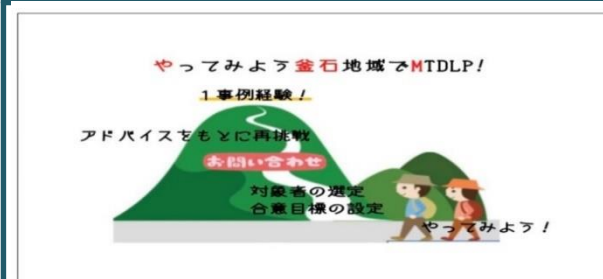 やってみよう釜石地域でMTDLP!
1事例経験!
アドバイスをもとに再挑戦
お問い合わせ
対象者の選定
合意目標の設定
やってみよう!